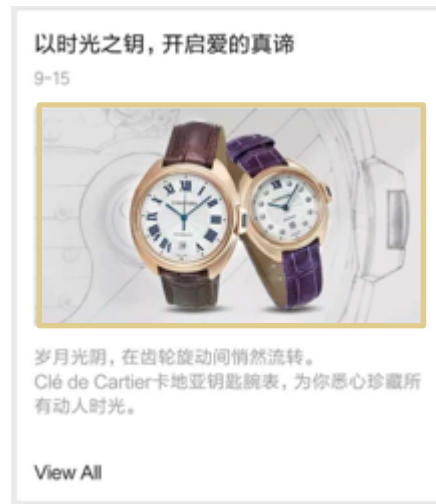 以时光之钥，开启爱的真谛
9-15
岁月光阴，在齿轮旋动间悄然流转。
Clé de Cartier卡地亚钥匙腕表，为你悉心珍藏所
有动人时光。
View All